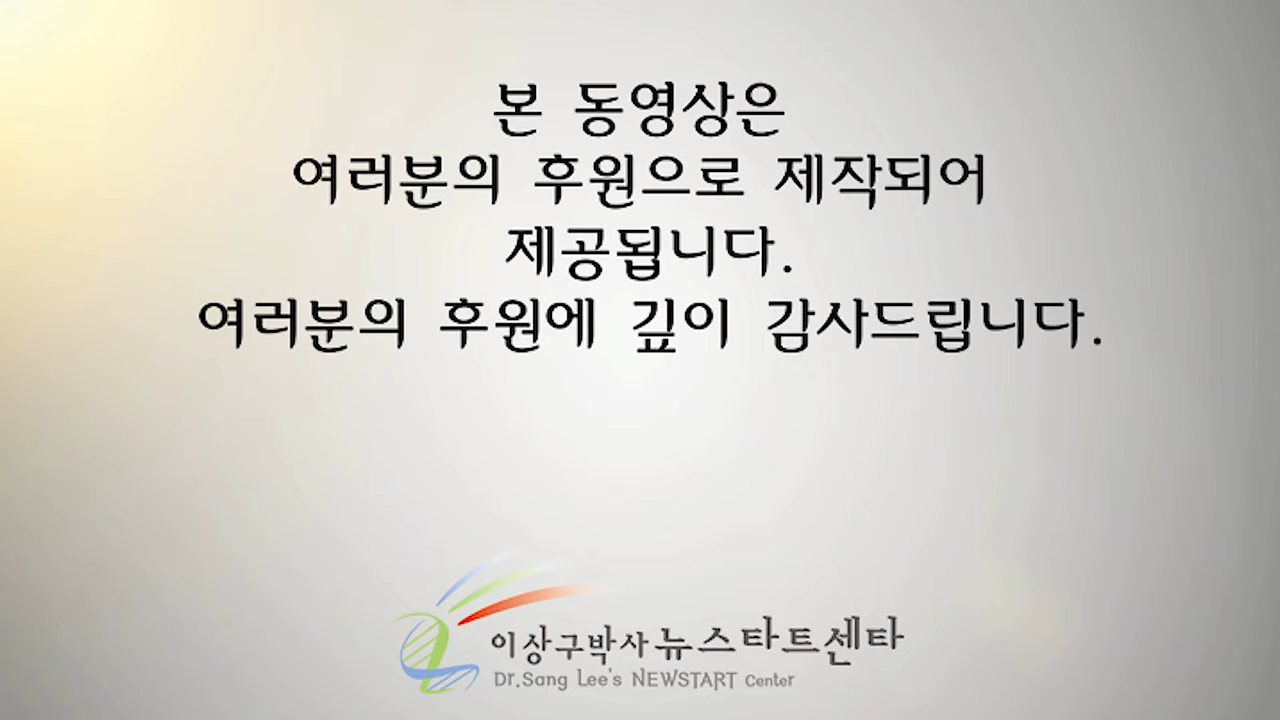 본 동영상은
여러분의 후원으로 제작되어
제공됩니다.
여러분의 후원에 깊이 감사드립니다.
이상구박사 뉴스타트센타
Dr.Sang Lee's NEWSTART Center